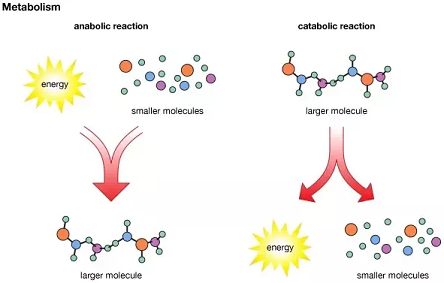 Metabolism
anabolic reaction
catabolic reaction
energy
smaller molecules
larger molecule
larger molecule
energy
smaller molecules